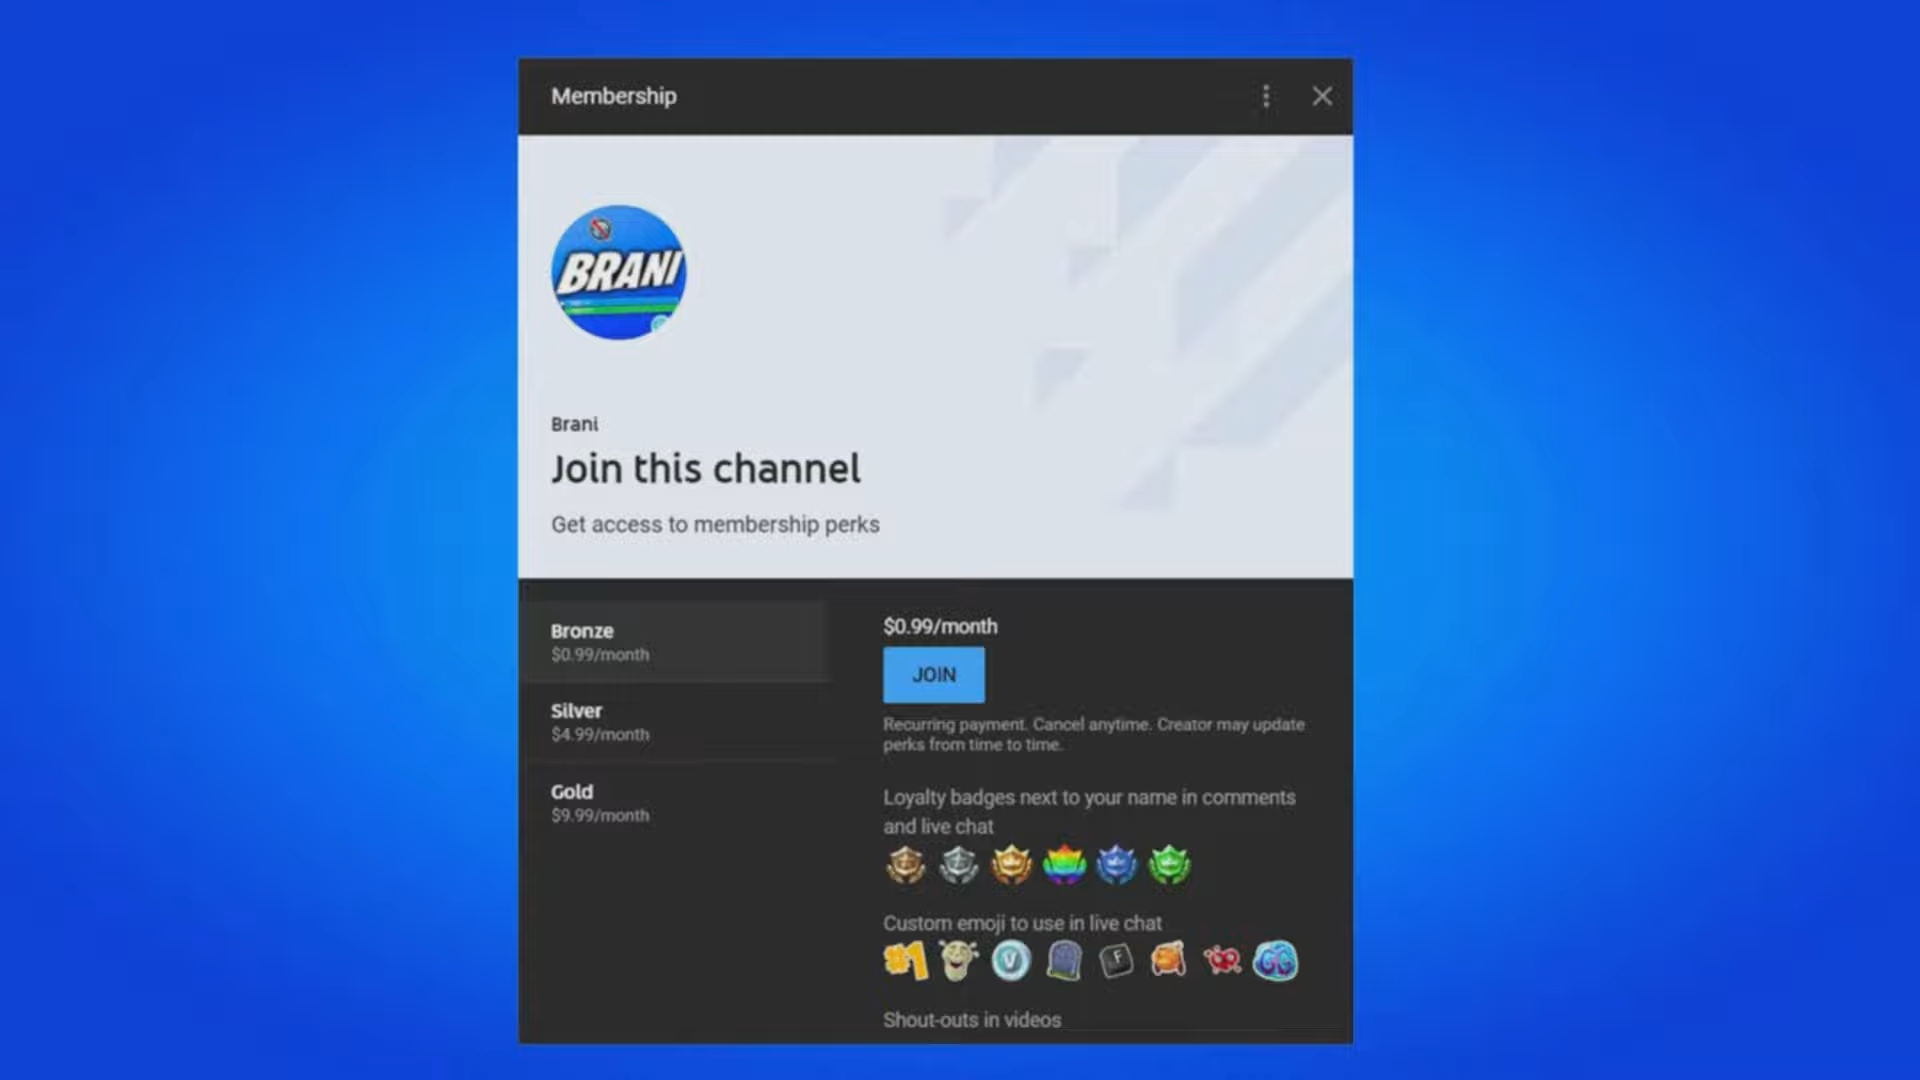 Membership
BRANI
Brani
Join this channel
Get access to membership perks
Bronze
$0.99/month
Silver
$4.99/month
Gold
$9.99/month
$0.99/month
JOIN
Recurring payment. Cancel anytime. Creator may update
perks from time to time.
Loyalty badges next to your name in comments
and live chat
Custom emoji to use in live chat
#1
V
F
GG
Shout-outs in videos